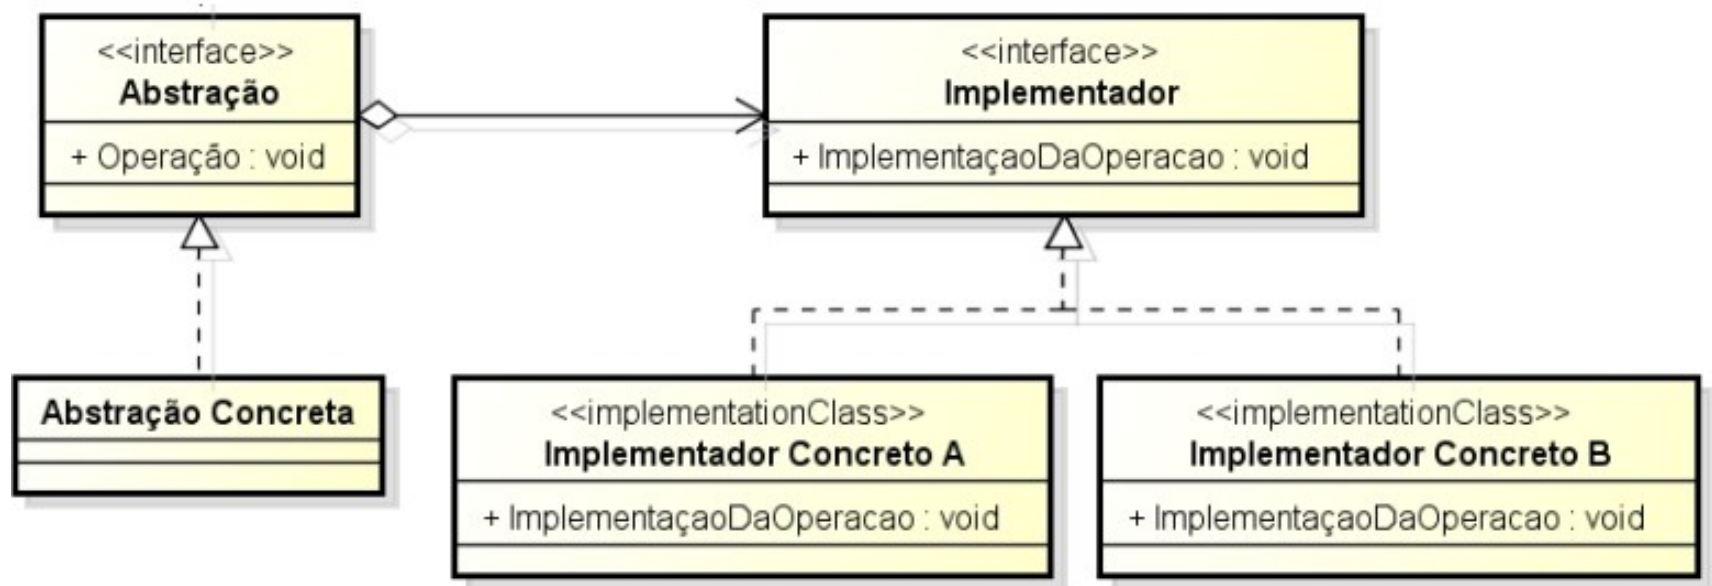 <<interface>>
Abstração
+ Operação : void
<<interface>>
Implementador
+ ImplementaçaoDaOperacao : void
Abstração Concreta
<<implementationClass>>
Implementador Concreto A
+ ImplementaçaoDaOperacao : void
<<implementationClass>>
Implementador Concreto B
+ ImplementaçaoDaOperacao : void